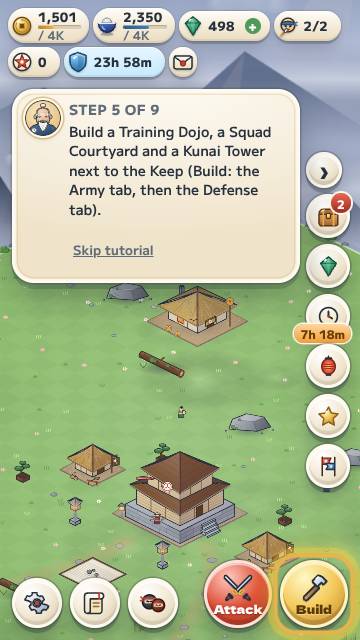 1,501
/ 4K
2,350
/ 4K
498
2/2
0
23h 58m
STEP 5 OF 9
Build a Training Dojo, a Squad
Courtyard and a Kunai Tower
next to the Keep (Build: the
Army tab, then the Defense
tab).
Skip tutorial
2
7h 18m
Attack
Build